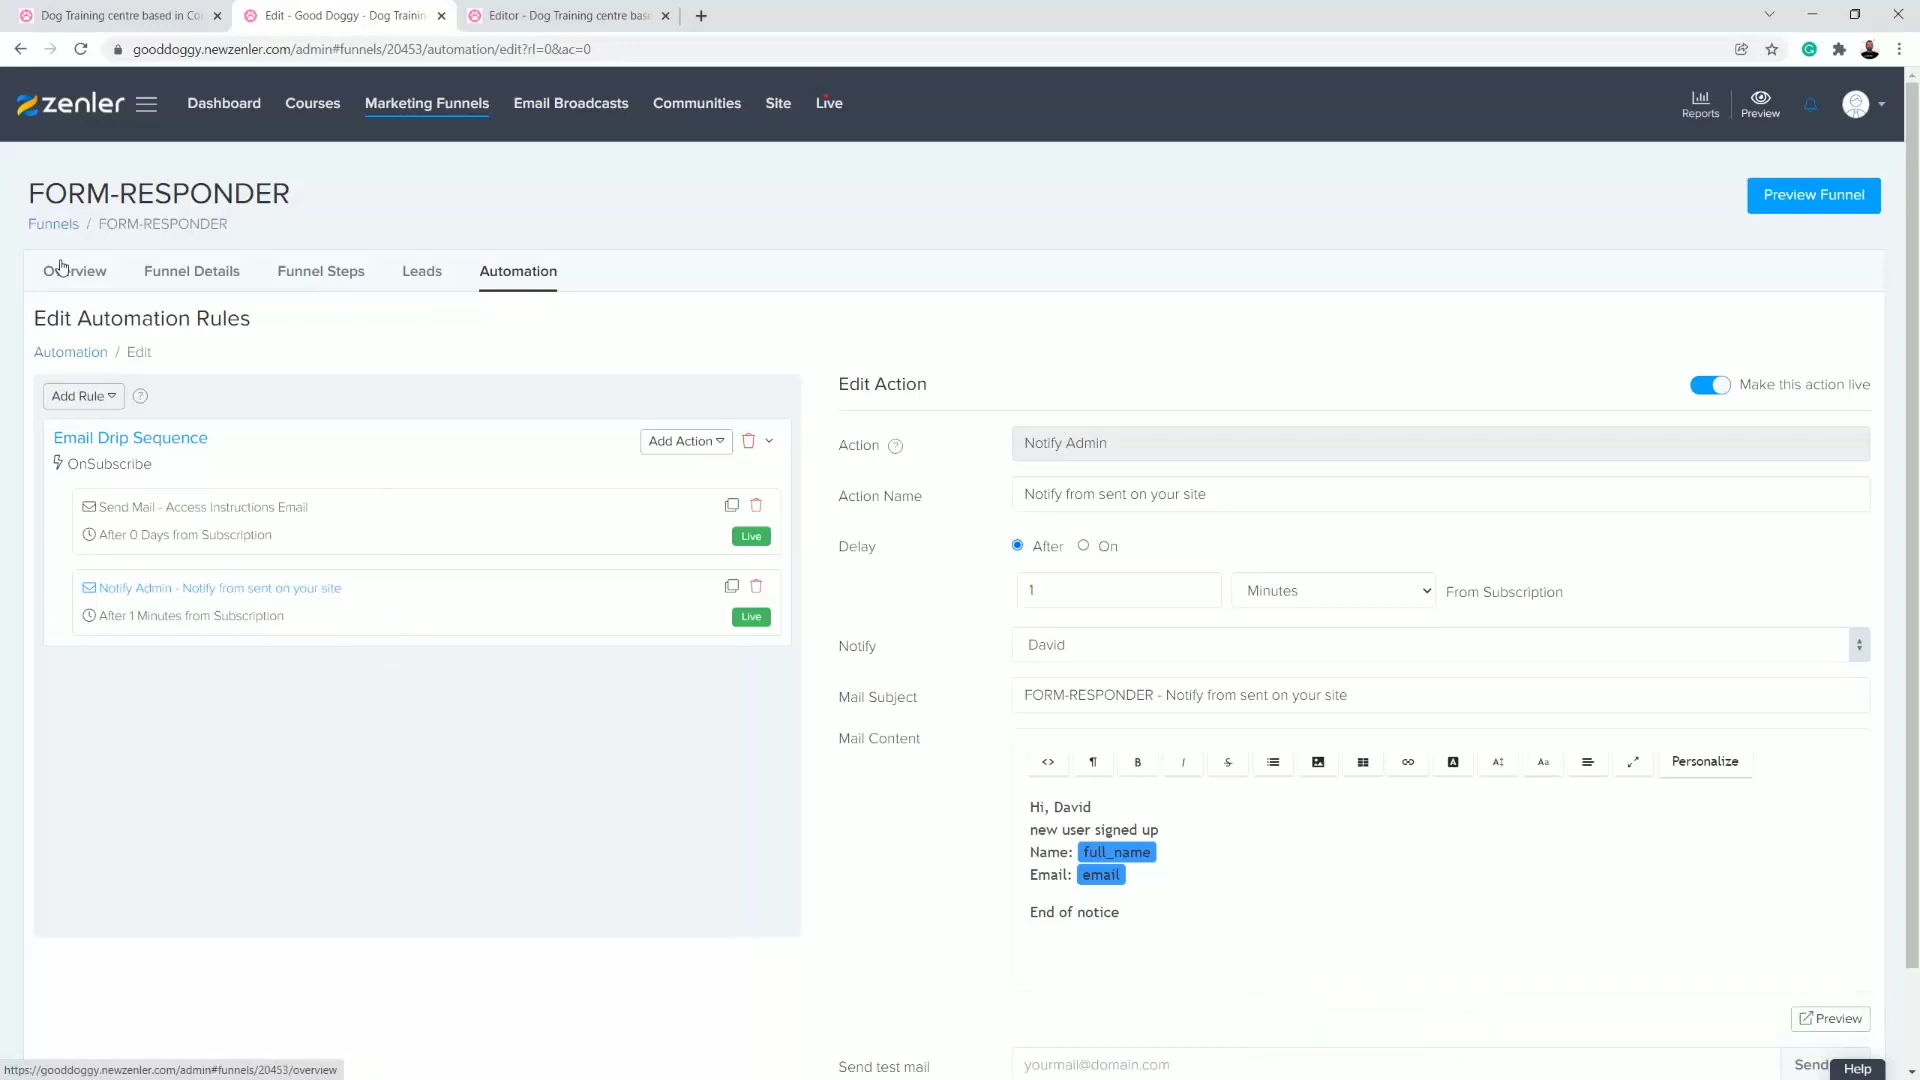 Dog Training centre based in Co
Edit - Good Doggy - Dog Trainin
Editor - Dog Training centre bas
gooddoggy.newzenler.com/admin#funnels/20453/automation/edit?rl=0&ac=0
zenler
Dashboard
Courses
Marketing Funnels
Email Broadcasts
Communities
Site
Live
Reports
Preview
FORM-RESPONDER
Preview Funnel
Funnels / FORM-RESPONDER
Overview
Funnel Details
Funnel Steps
Leads
Automation
Edit Automation Rules
Automation / Edit
Add Rule
Email Drip Sequence
Add Action
OnSubscribe
Send Mail - Access Instructions Email
After 0 Days from Subscription
Live
Notify Admin - Notify from sent on your site
After 1 Minutes from Subscription
Live
Edit Action
Make this action live
Action
Notify Admin
Action Name
Notify from sent on your site
Delay
After
On
1
Minutes
From Subscription
Notify
David
Mail Subject
FORM-RESPONDER - Notify from sent on your site
Mail Content
Personalize
Hi, David
new user signed up
Name: full_name
Email: email
End of notice
Preview
Send test mail
yourmail@domain.com
Send
Help
https://gooddoggy.newzenler.com/admin#funnels/20453/overview